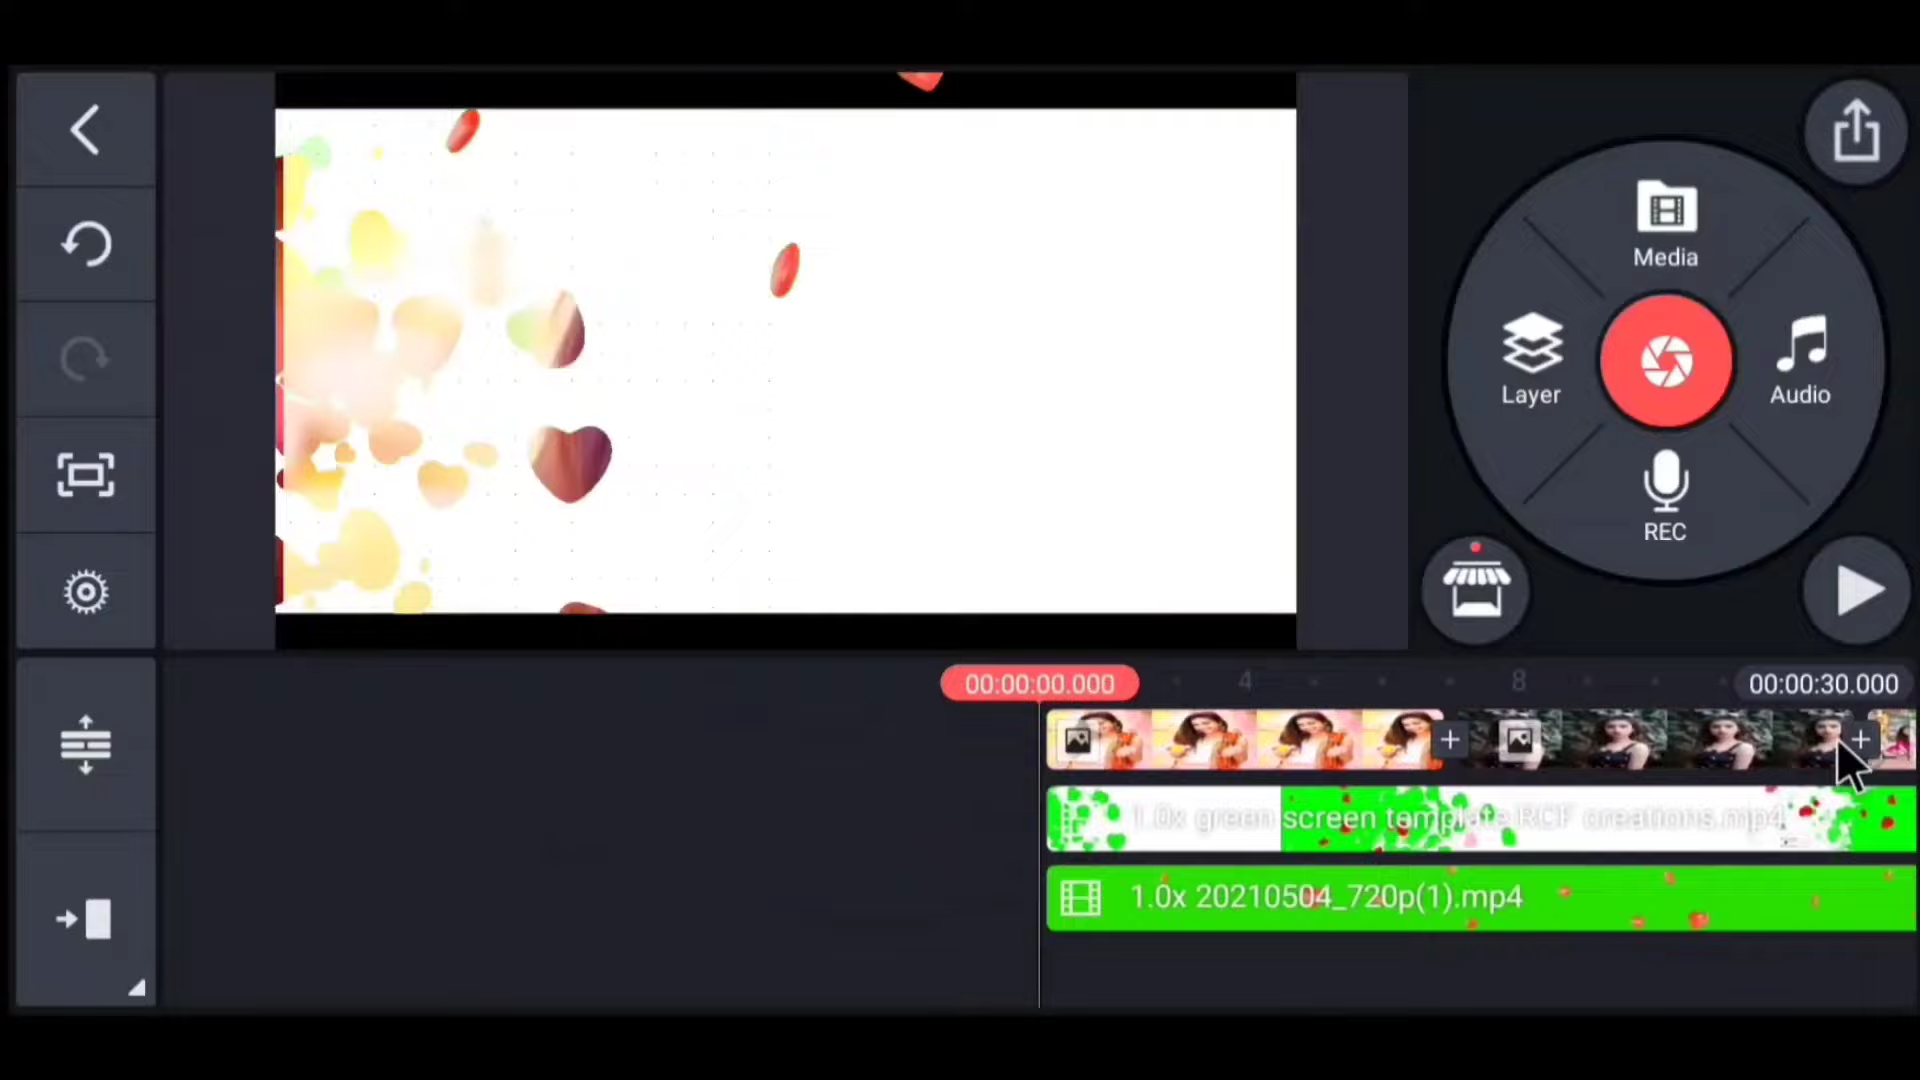 Media
Layer
Audio
REC
00:00:00.000
4
8
00:00:30.000
1.0x green screen template RCF creations.mp4
1.0x 20210504_720p(1).mp4